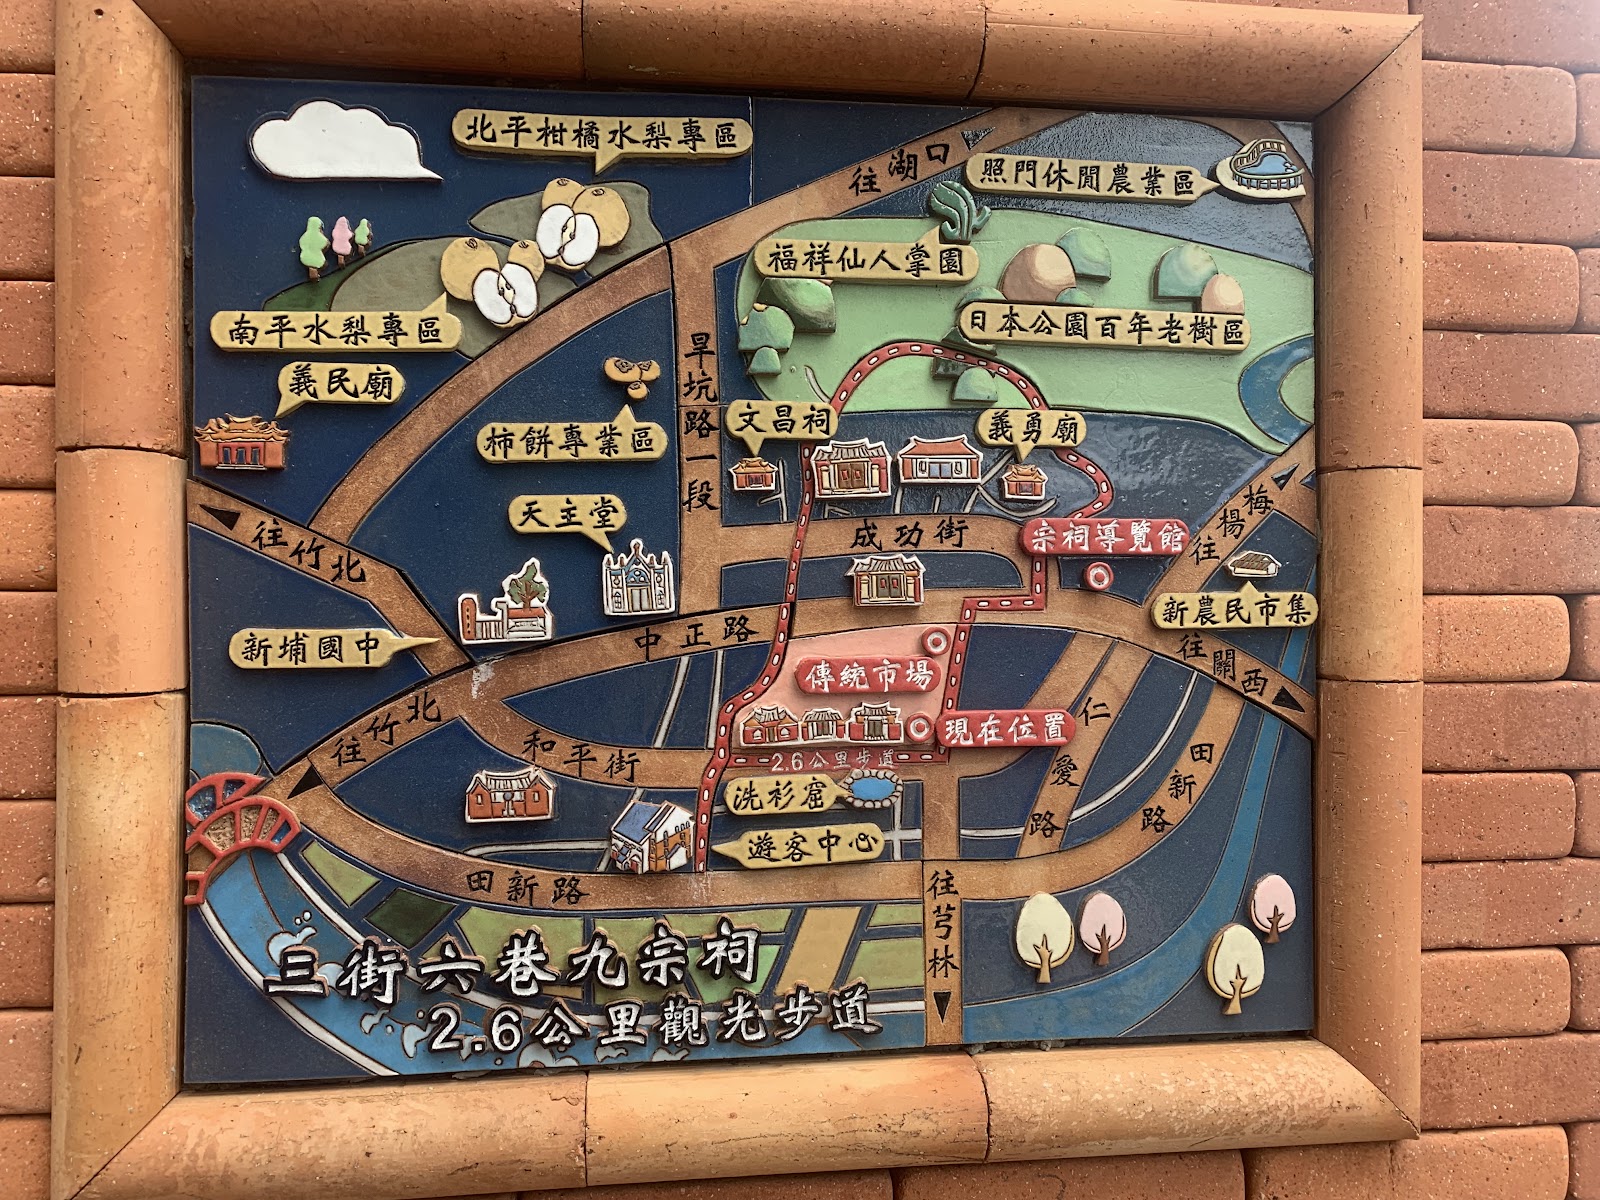 北平柑橘水梨專區
往湖口
照門休閒農業區
福祥仙人掌園
南平水梨專區
日本公園百年老樹區
義民廟
旱坑路一段
柿餅專業區
文昌祠
義勇廟
天主堂
往竹北
成功街
宗祠導覽館
往楊梅
新農民市集
新埔國中
中正路
往關西
傳統市場
往竹北
和平街
現在位置
仁愛路
田新路
2.6公里步道
洗衫窟
遊客中心
田新路
往芎林
三街六巷九宗祠
2.6公里觀光步道